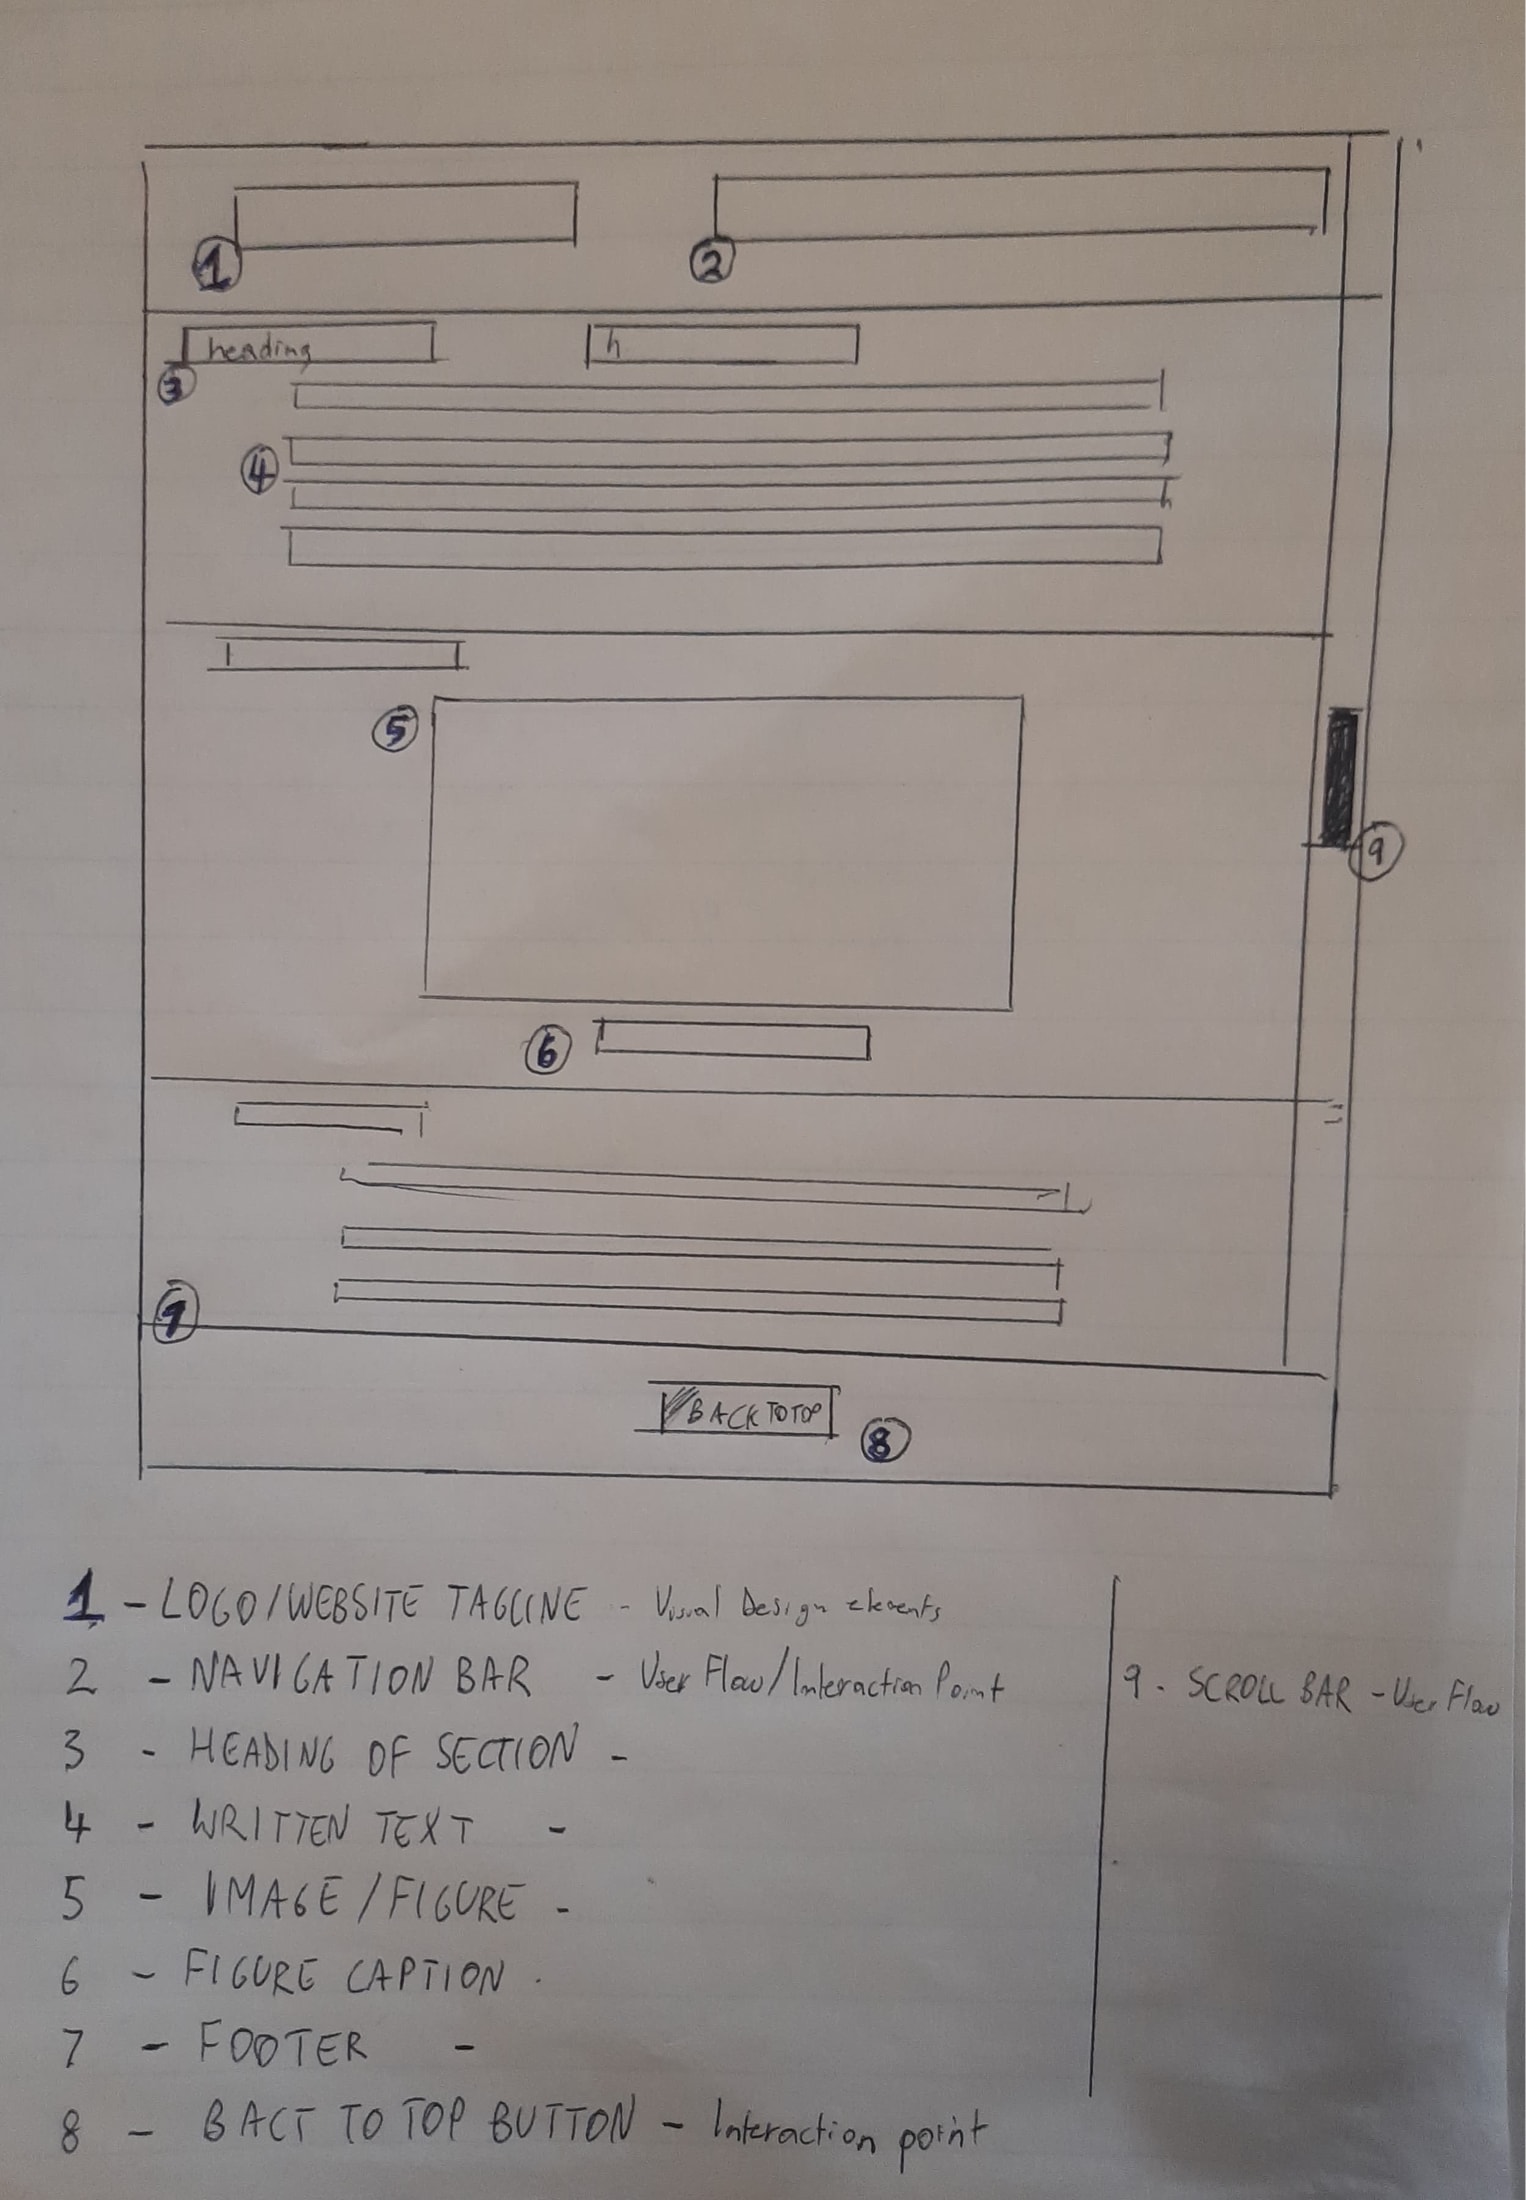 1
2
heading
h
3
4
5
9
6
7
BACK TO TOP
8
1 - LOGO/WEBSITE TAGLINE - Visual Design elements
2 - NAVIGATION BAR - User Flow/Interaction Point
3 - HEADING OF SECTION -
4 - WRITTEN TEXT -
5 - IMAGE/FIGURE -
6 - FIGURE CAPTION .
7 - FOOTER -
8 - BACT TO TOP BUTTON - Interaction point
9. SCROLL BAR - User Flow